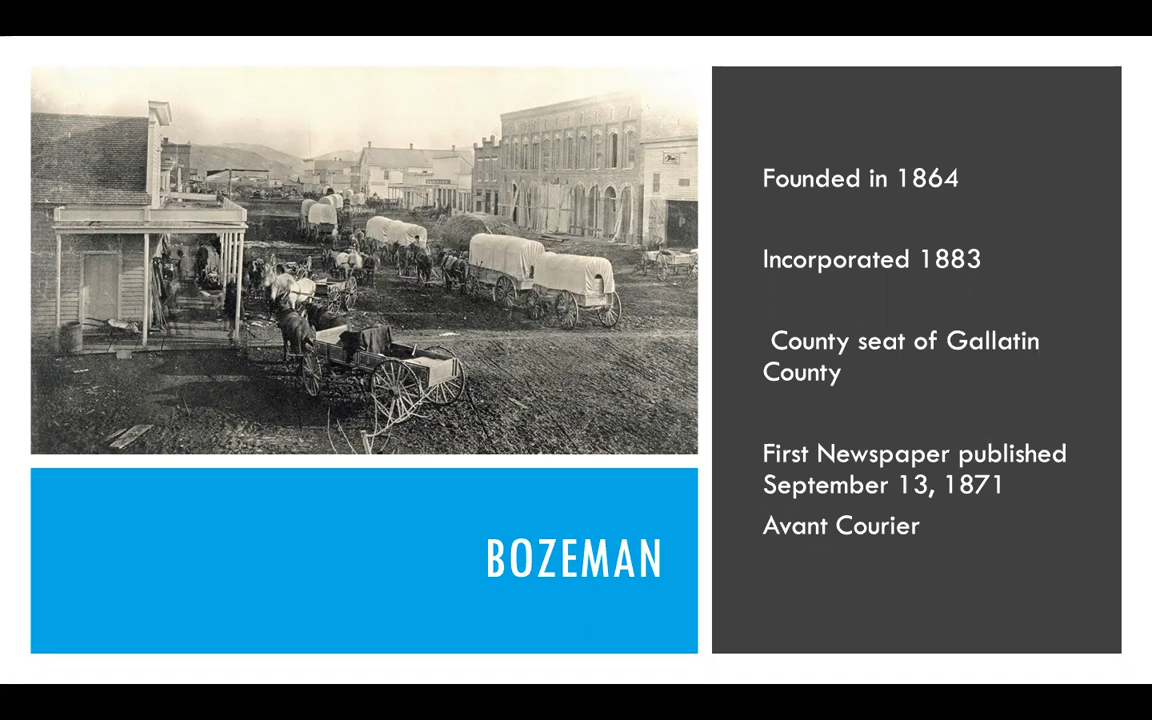 Founded in 1864
Incorporated 1883
County seat of Gallatin
County
First Newspaper published
September 13, 1871
Avant Courier
BOZEMAN